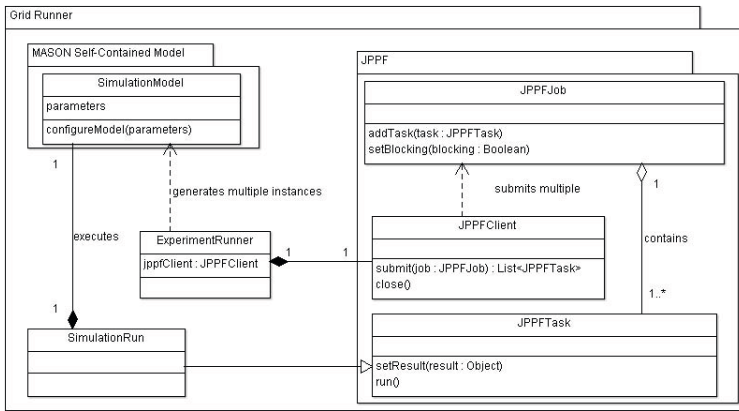 Grid Runner
MASON Self-Contained Model
SimulationModel
parameters
configureModel(parameters)
JPPF
JPPFJob
addTask(task : JPPFTask)
setBlocking(blocking : Boolean)
1
generates multiple instances
submits multiple
1
executes
ExperimentRunner
jppfClient : JPPFClient
1
1
JPPFClient
submit(job : JPPFJob) : List<JPPFTask>
close()
contains
1
1..*
SimulationRun
JPPFTask
setResult(result : Object)
run()